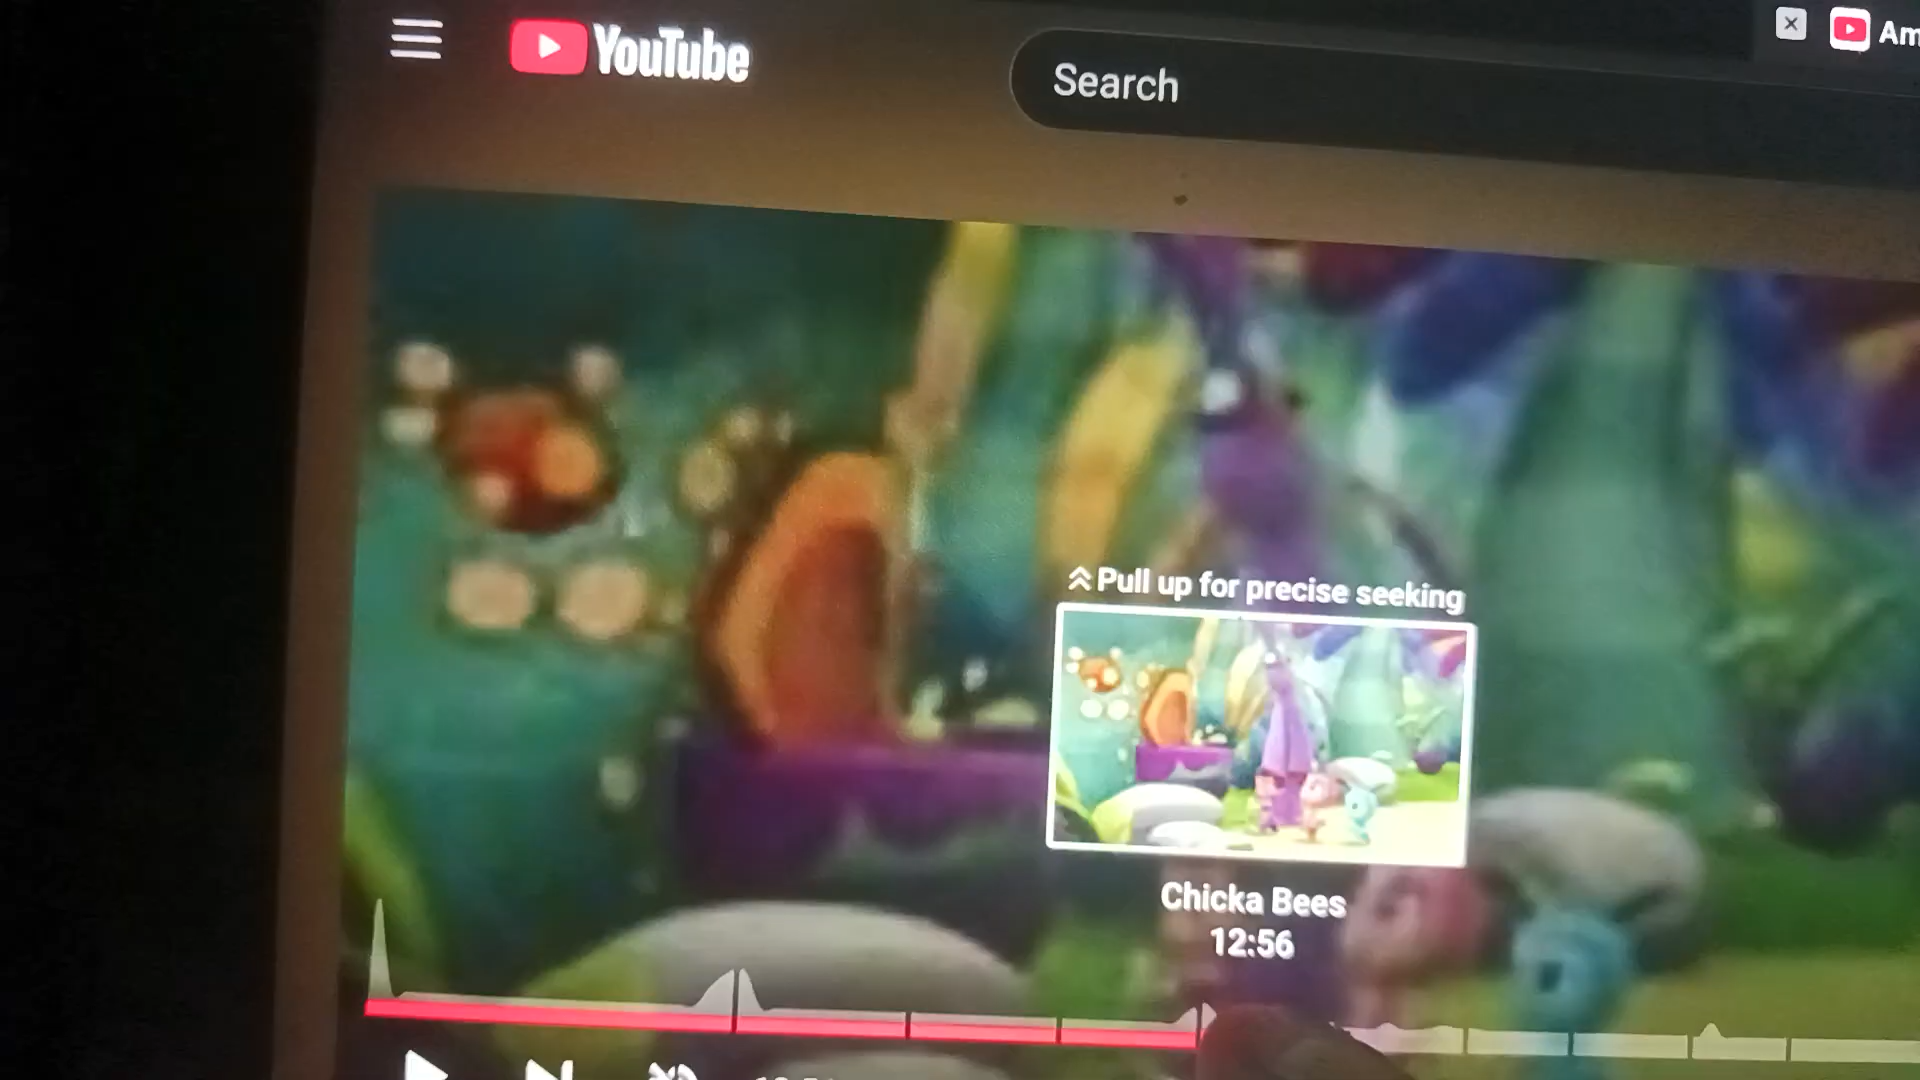 YouTube
Search
Am
Pull up for precise seeking
Chicka Bees
12:56